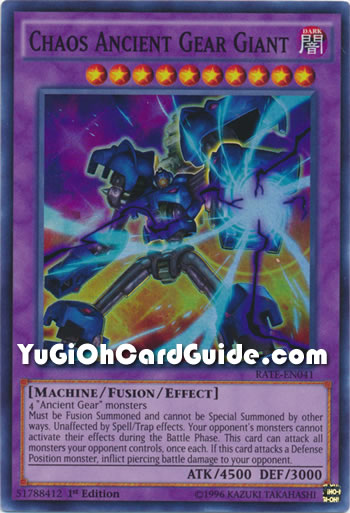 CHAOS ANCIENT GEAR GIANT
DARK
闇
YuGiOhCardGuide.com
RATE-EN041
[MACHINE/FUSION/EFFECT]
4 "Ancient Gear" monsters
Must be Fusion Summoned and cannot be Special Summoned by other
ways. Unaffected by Spell/Trap effects. Your opponent's monsters cannot
activate their effects during the Battle Phase. This card can attack all
monsters your opponent controls, once each. If this card attacks a Defense
Position monster, inflict piercing battle damage to your opponent.
ATK/4500 DEF/3000
51788412 1st Edition ©1996 KAZUKI TAKAHASHI